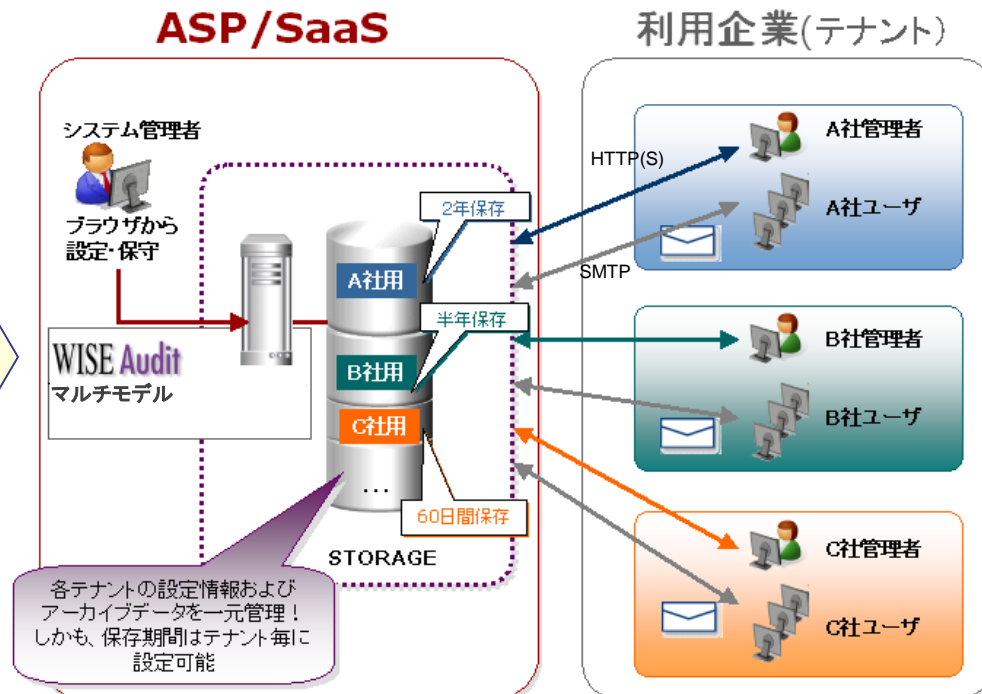 ASP/SaaS
利用企業(テナント)
システム管理者
ブラウザから
設定・保守
WISE Audit
マルチモデル
2年保存
A社用
半年保存
B社用
C社用
...
60日間保存
STORAGE
各テナントの設定情報および
アーカイブデータを一元管理！
しかも、保存期間はテナント毎に
設定可能
HTTP(S)
SMTP
A社管理者
A社ユーザ
B社管理者
B社ユーザ
C社管理者
C社ユーザ